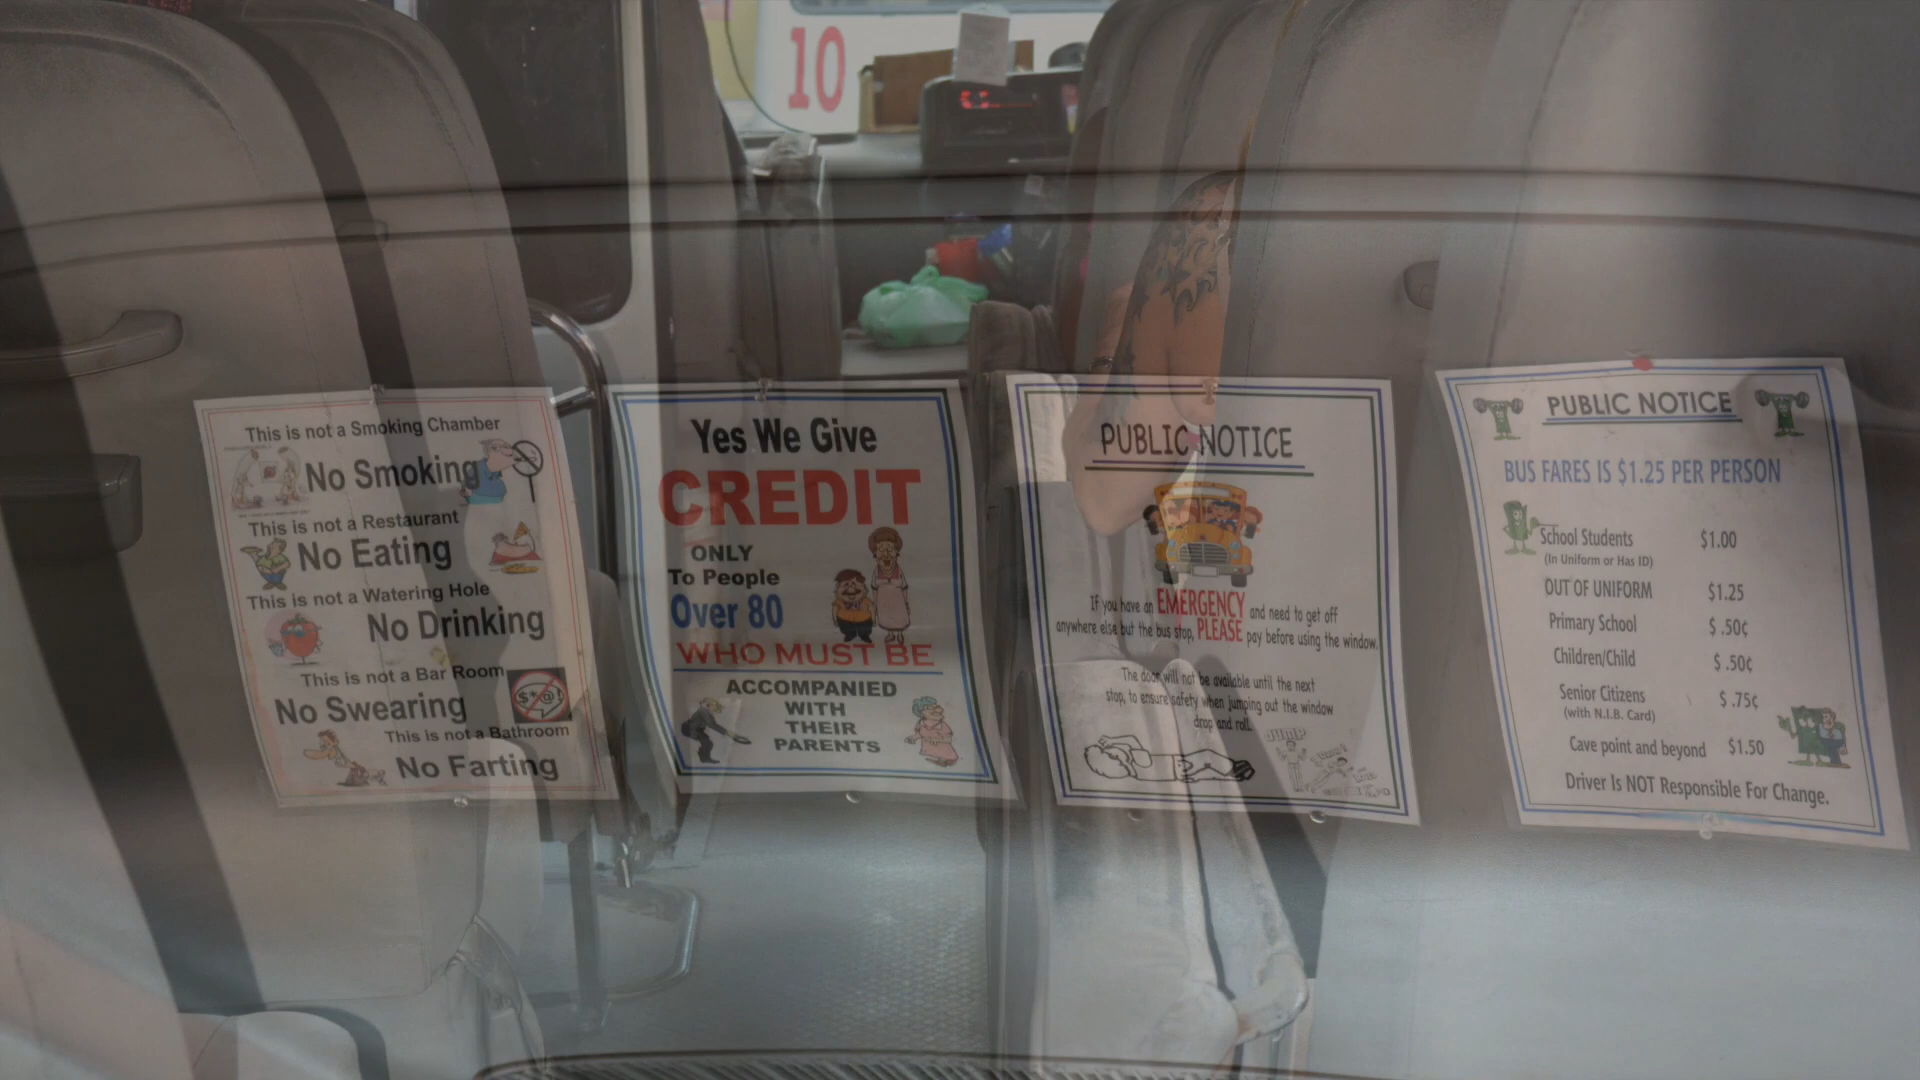 10
This is not a Smoking Chamber
No Smoking
This is not a Restaurant
No Eating
This is not a Watering Hole
No Drinking
This is not a Bar Room
$*@!
No Swearing
This is not a Bathroom
No Farting
Yes We Give
CREDIT
ONLY
To People
Over 80
WHO MUST BE
ACCOMPANIED
WITH
THEIR
PARENTS
PUBLIC NOTICE
If you have an EMERGENCY and need to get off
anywhere else but the bus stop, PLEASE pay before using the window.
The door will not be available until the next
stop, to ensure safety when jumping out the window
drop and roll.
JUMP
PUBLIC NOTICE
BUS FARES IS $1.25 PER PERSON
School Students $1.00
(In Uniform or Has ID)
OUT OF UNIFORM $1.25
Primary School $ .50¢
Children/Child $ .50¢
Senior Citizens $ .75¢
(with N.I.B. Card)
Cave point and beyond $1.50
Driver Is NOT Responsible For Change.